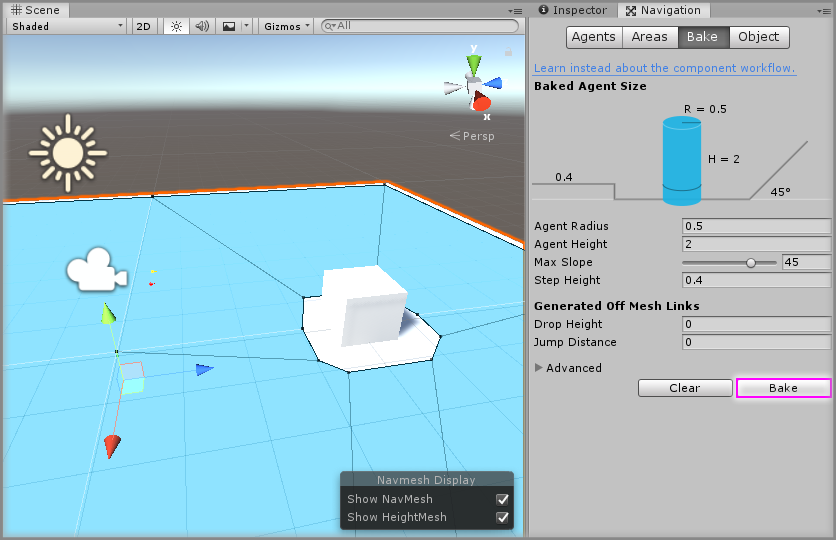 Scene
Shaded 2D Gizmos All
y
x
Persp
Navmesh Display
Show NavMesh
Show HeightMesh
Inspector Navigation
Agents Areas Bake Object
Learn instead about the component workflow.
Baked Agent Size
R = 0.5
H = 2
0.4
45°
Agent Radius 0.5
Agent Height 2
Max Slope 45
Step Height 0.4
Generated Off Mesh Links
Drop Height 0
Jump Distance 0
Advanced
Clear Bake